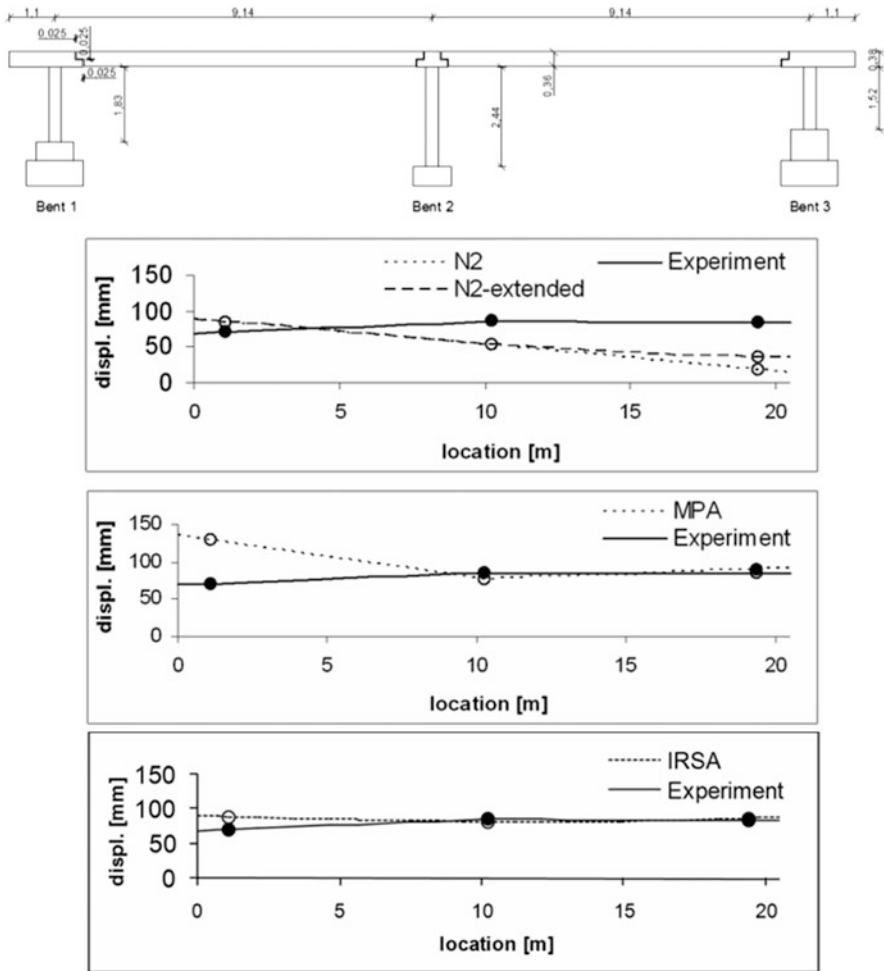 1,1 9,14 9,14 1,1
0,025
0,025
0,025
1,83
2,44
0,36
0,38
1,52
Bent 1 Bent 2 Bent 3
N2 Experiment
N2-extended
displ. [mm]
150
100
50
0
0 5 10 15 20
location [m]
MPA
Experiment
displ. [mm]
150
100
50
0
0 5 10 15 20
location [m]
IRSA
Experiment
displ. [mm]
150
100
50
0
0 5 10 15 20
location [m]